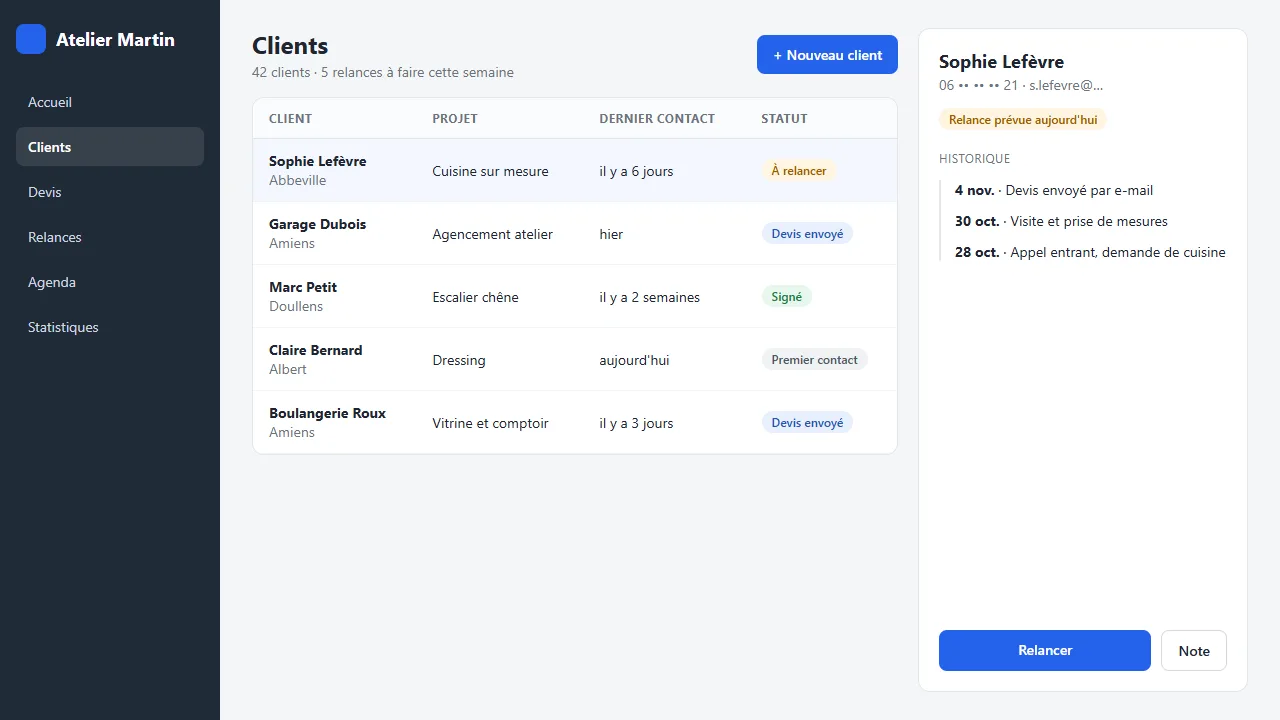 Atelier Martin
Accueil
Clients
Devis
Relances
Agenda
Statistiques
Clients
42 clients · 5 relances à faire cette semaine
+ Nouveau client
CLIENT PROJET DERNIER CONTACT STATUT
Sophie Lefèvre
Abbeville
Cuisine sur mesure
il y a 6 jours
À relancer
Garage Dubois
Amiens
Agencement atelier
hier
Devis envoyé
Marc Petit
Doullens
Escalier chêne
il y a 2 semaines
Signé
Claire Bernard
Albert
Dressing
aujourd'hui
Premier contact
Boulangerie Roux
Amiens
Vitrine et comptoir
il y a 3 jours
Devis envoyé
Sophie Lefèvre
06 •• •• •• 21 · s.lefevre@...
Relance prévue aujourd'hui
HISTORIQUE
4 nov. · Devis envoyé par e-mail
30 oct. · Visite et prise de mesures
28 oct. · Appel entrant, demande de cuisine
Relancer
Note